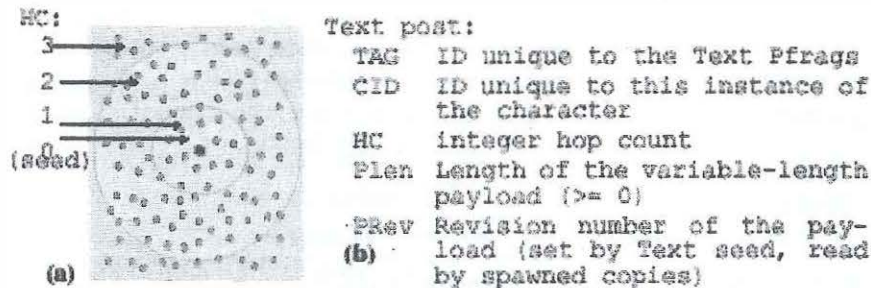 HC:
3
2
1
0
(seed)
(a)
Text post:
TAG ID unique to the Text Pfrags
CID ID unique to this instance of
the character
HC integer hop count
Plen Length of the variable-length
payload (>= 0)
PRev Revision number of the pay-
(b) load (set by Text seed, read
by spawned copies)